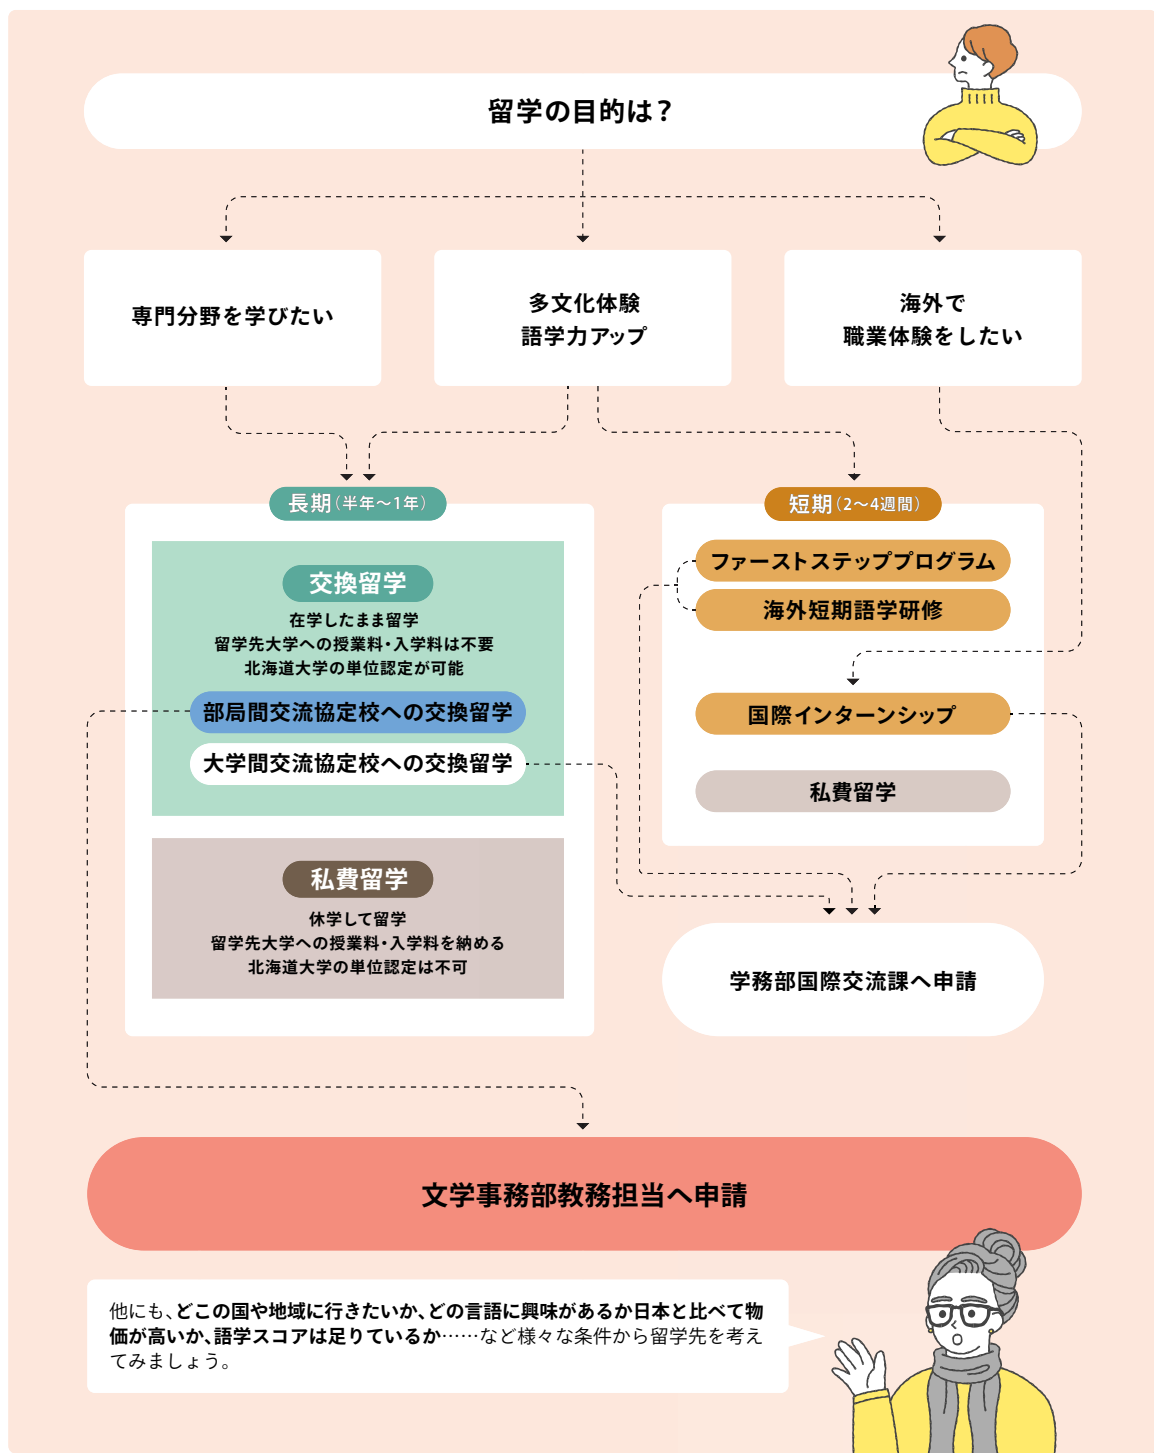 留学の目的は？
専門分野を学びたい
多文化体験
語学力アップ
海外で
職業体験をしたい
長期（半年〜1年）
交換留学
在学したまま留学
留学先大学への授業料・入学料は不要
北海道大学の単位認定が可能
部局間交流協定校への交換留学
大学間交流協定校への交換留学
私費留学
休学して留学
留学先大学への授業料・入学料を納める
北海道大学の単位認定は不可
短期（2〜4週間）
ファーストステッププログラム
海外短期語学研修
国際インターンシップ
私費留学
学務部国際交流課へ申請
文学事務部教務担当へ申請
他にも、どこの国や地域に行きたいか、どの言語に興味があるか日本と比べて物
価が高いか、語学スコアは足りているか……など様々な条件から留学先を考え
てみましょう。